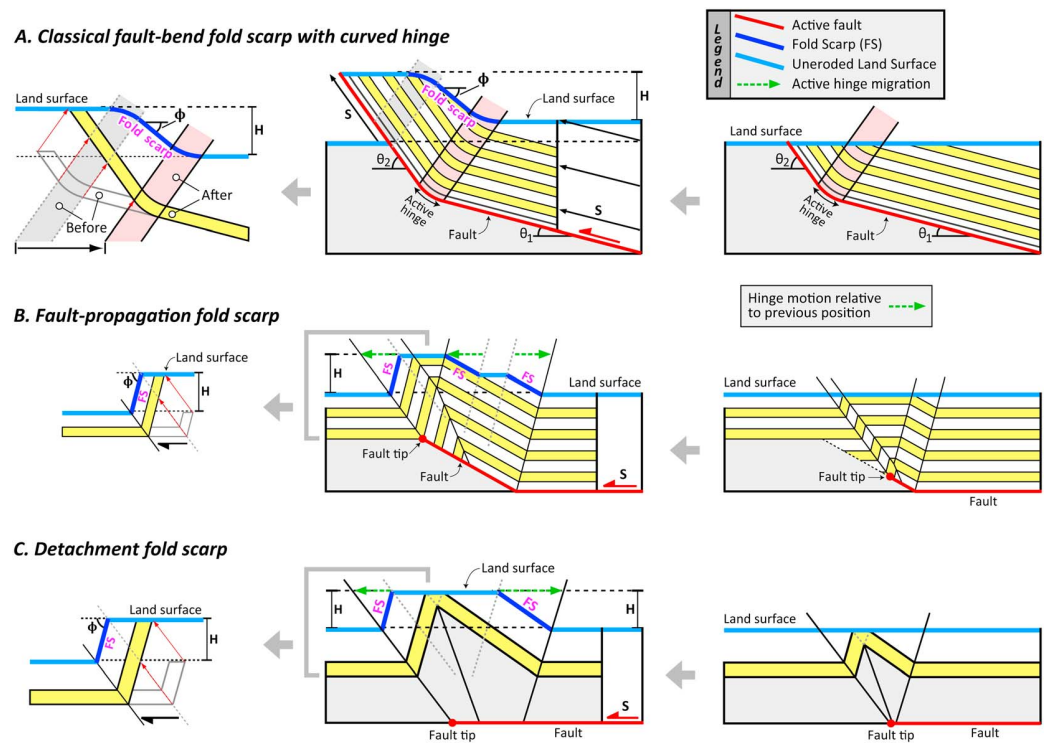 A. Classical fault-bend fold scarp with curved hinge
Legend
Active fault
Fold Scarp (FS)
Uneroded Land Surface
Active hinge migration
Land surface
ϕ
H
Fold scarp
After
Before
ϕ
H
Land surface
Fold scarp
S
θ2
Active
hinge
Fault
S
θ1
Land surface
θ2
Active
hinge
Fault
θ1
Hinge motion relative
to previous position
B. Fault-propagation fold scarp
Land surface
ϕ
FS
H
H
FS
FS
FS
Land surface
Fault tip
Fault
S
Land surface
Fault tip
Fault
C. Detachment fold scarp
Land surface
ϕ
FS
H
Land surface
H
FS
FS
H
S
Fault tip
Fault
Land surface
Fault tip
Fault